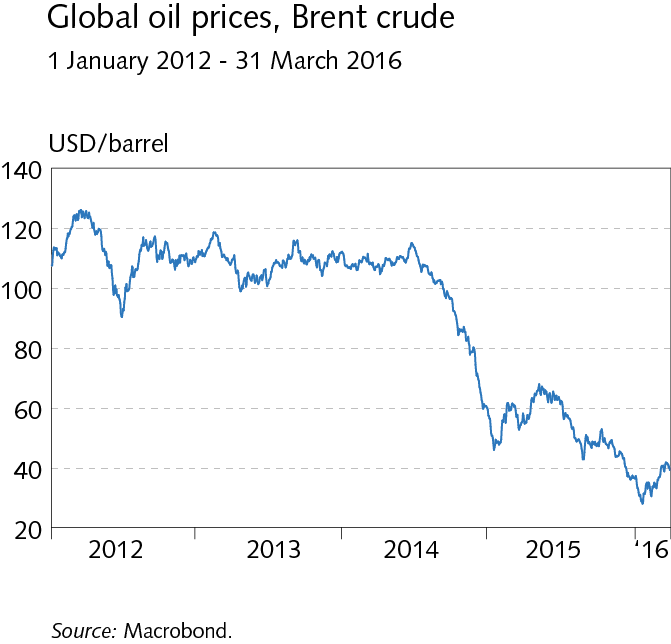 Global oil prices, Brent crude
1 January 2012 - 31 March 2016
USD/barrel
140
120
100
80
60
40
20
2012 2013 2014 2015 ‘16
Source: Macrobond.